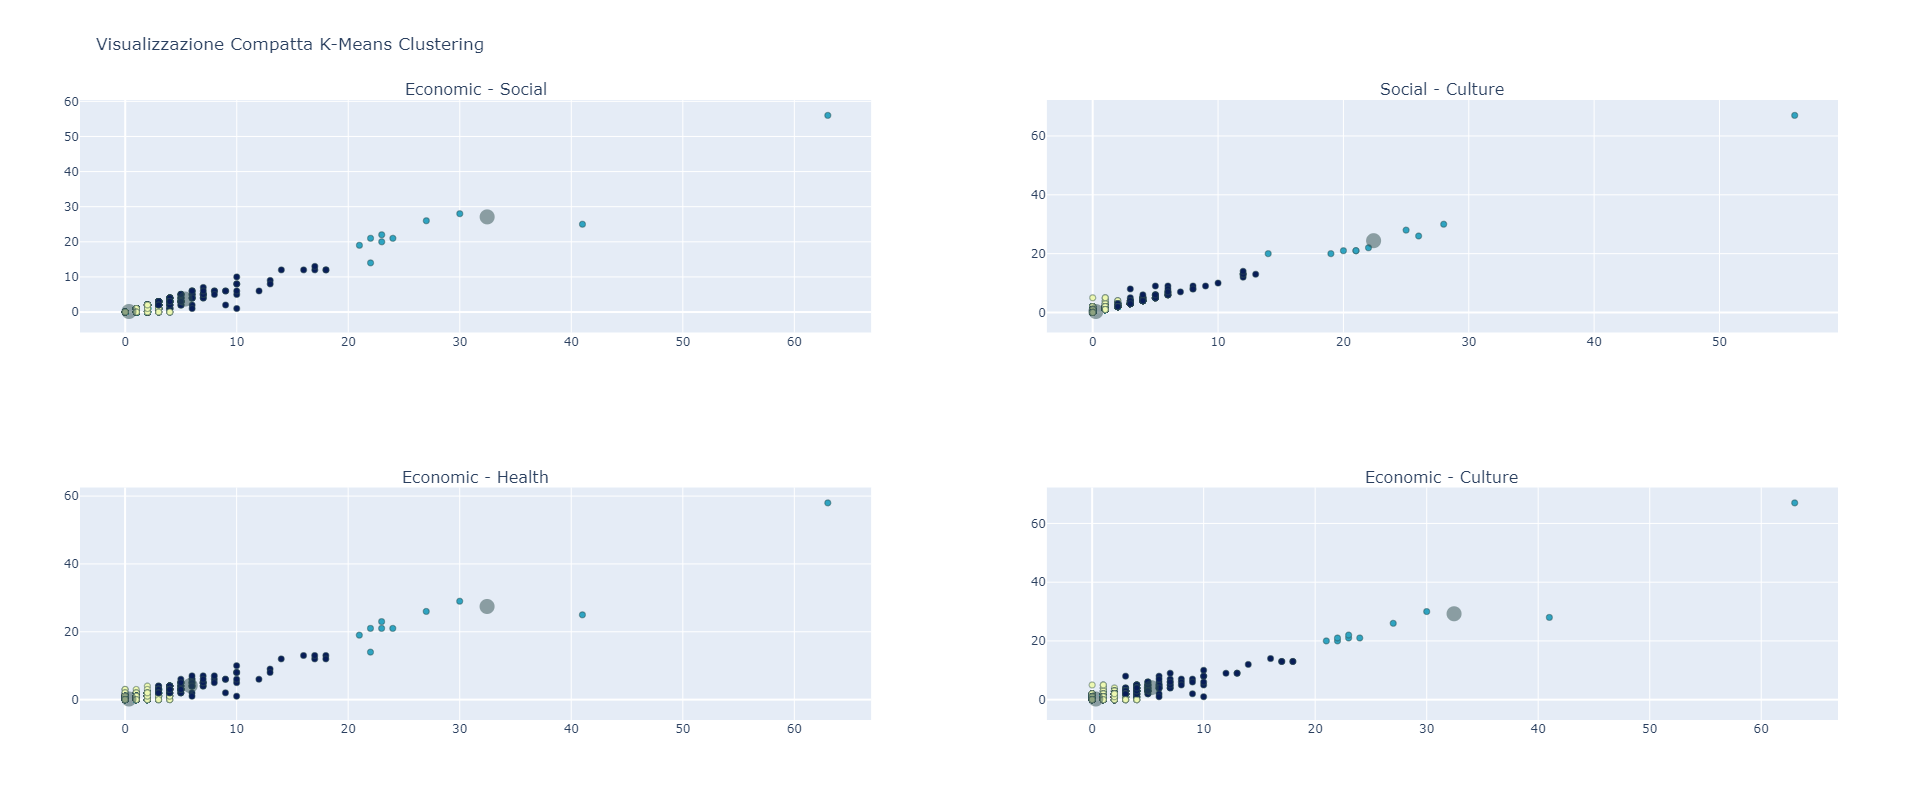 Visualizzazione Compatta K-Means Clustering
Economic - Social
60
50
40
30
20
10
0
0 10 20 30 40 50 60
Social - Culture
60
40
20
0
0 10 20 30 40 50
Economic - Health
60
40
20
0
0 10 20 30 40 50 60
Economic - Culture
60
40
20
0
0 10 20 30 40 50 60